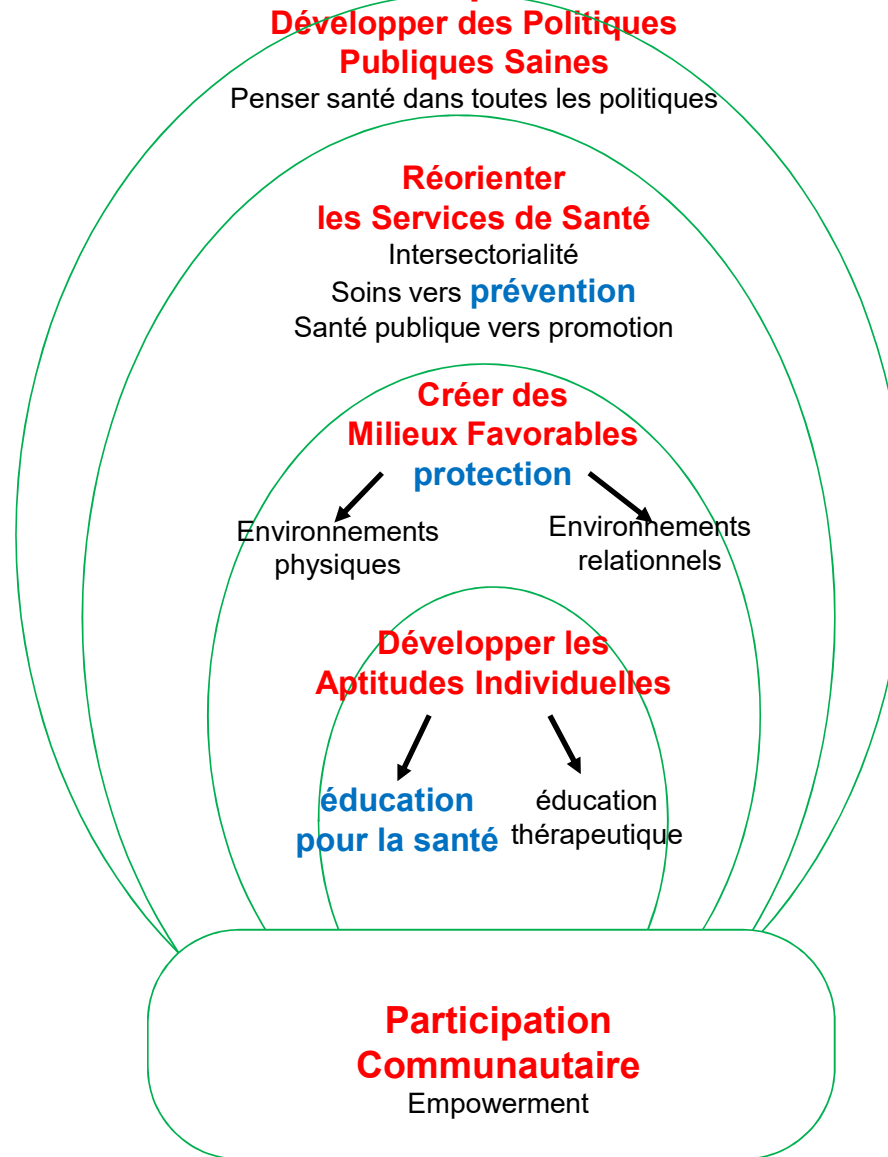 Développer des Politiques
Publiques Saines
Penser santé dans toutes les politiques
Réorienter
les Services de Santé
Intersectorialité
Soins vers prévention
Santé publique vers promotion
Créer des
Milieux Favorables
protection
Environnements
physiques
Environnements
relationnels
Développer les
Aptitudes Individuelles
éducation
pour la santé
éducation
thérapeutique
Participation
Communautaire
Empowerment